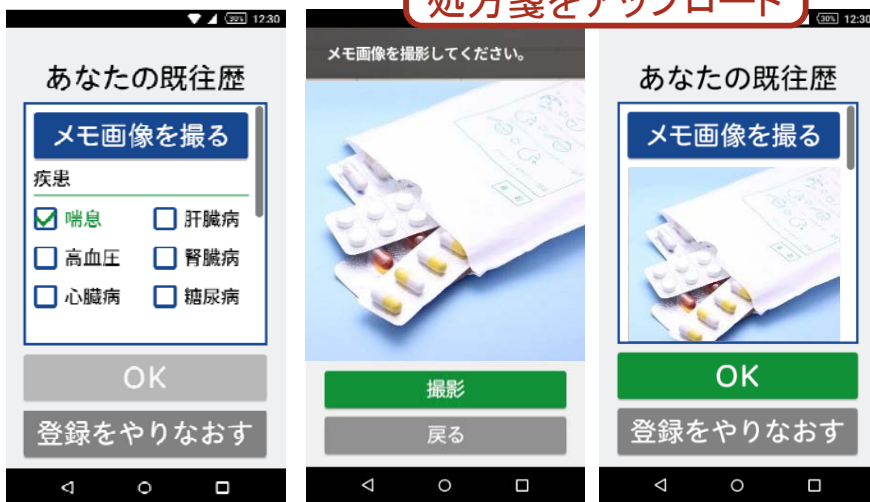 処方箋をアップロード
30% 12:30
あなたの既往歴
メモ画像を撮る
疾患
喘息 肝臓病
高血圧 腎臓病
心臓病 糖尿病
OK
登録をやりなおす
メモ画像を撮影してください。
撮影
戻る
30% 12:30
あなたの既往歴
メモ画像を撮る
OK
登録をやりなおす